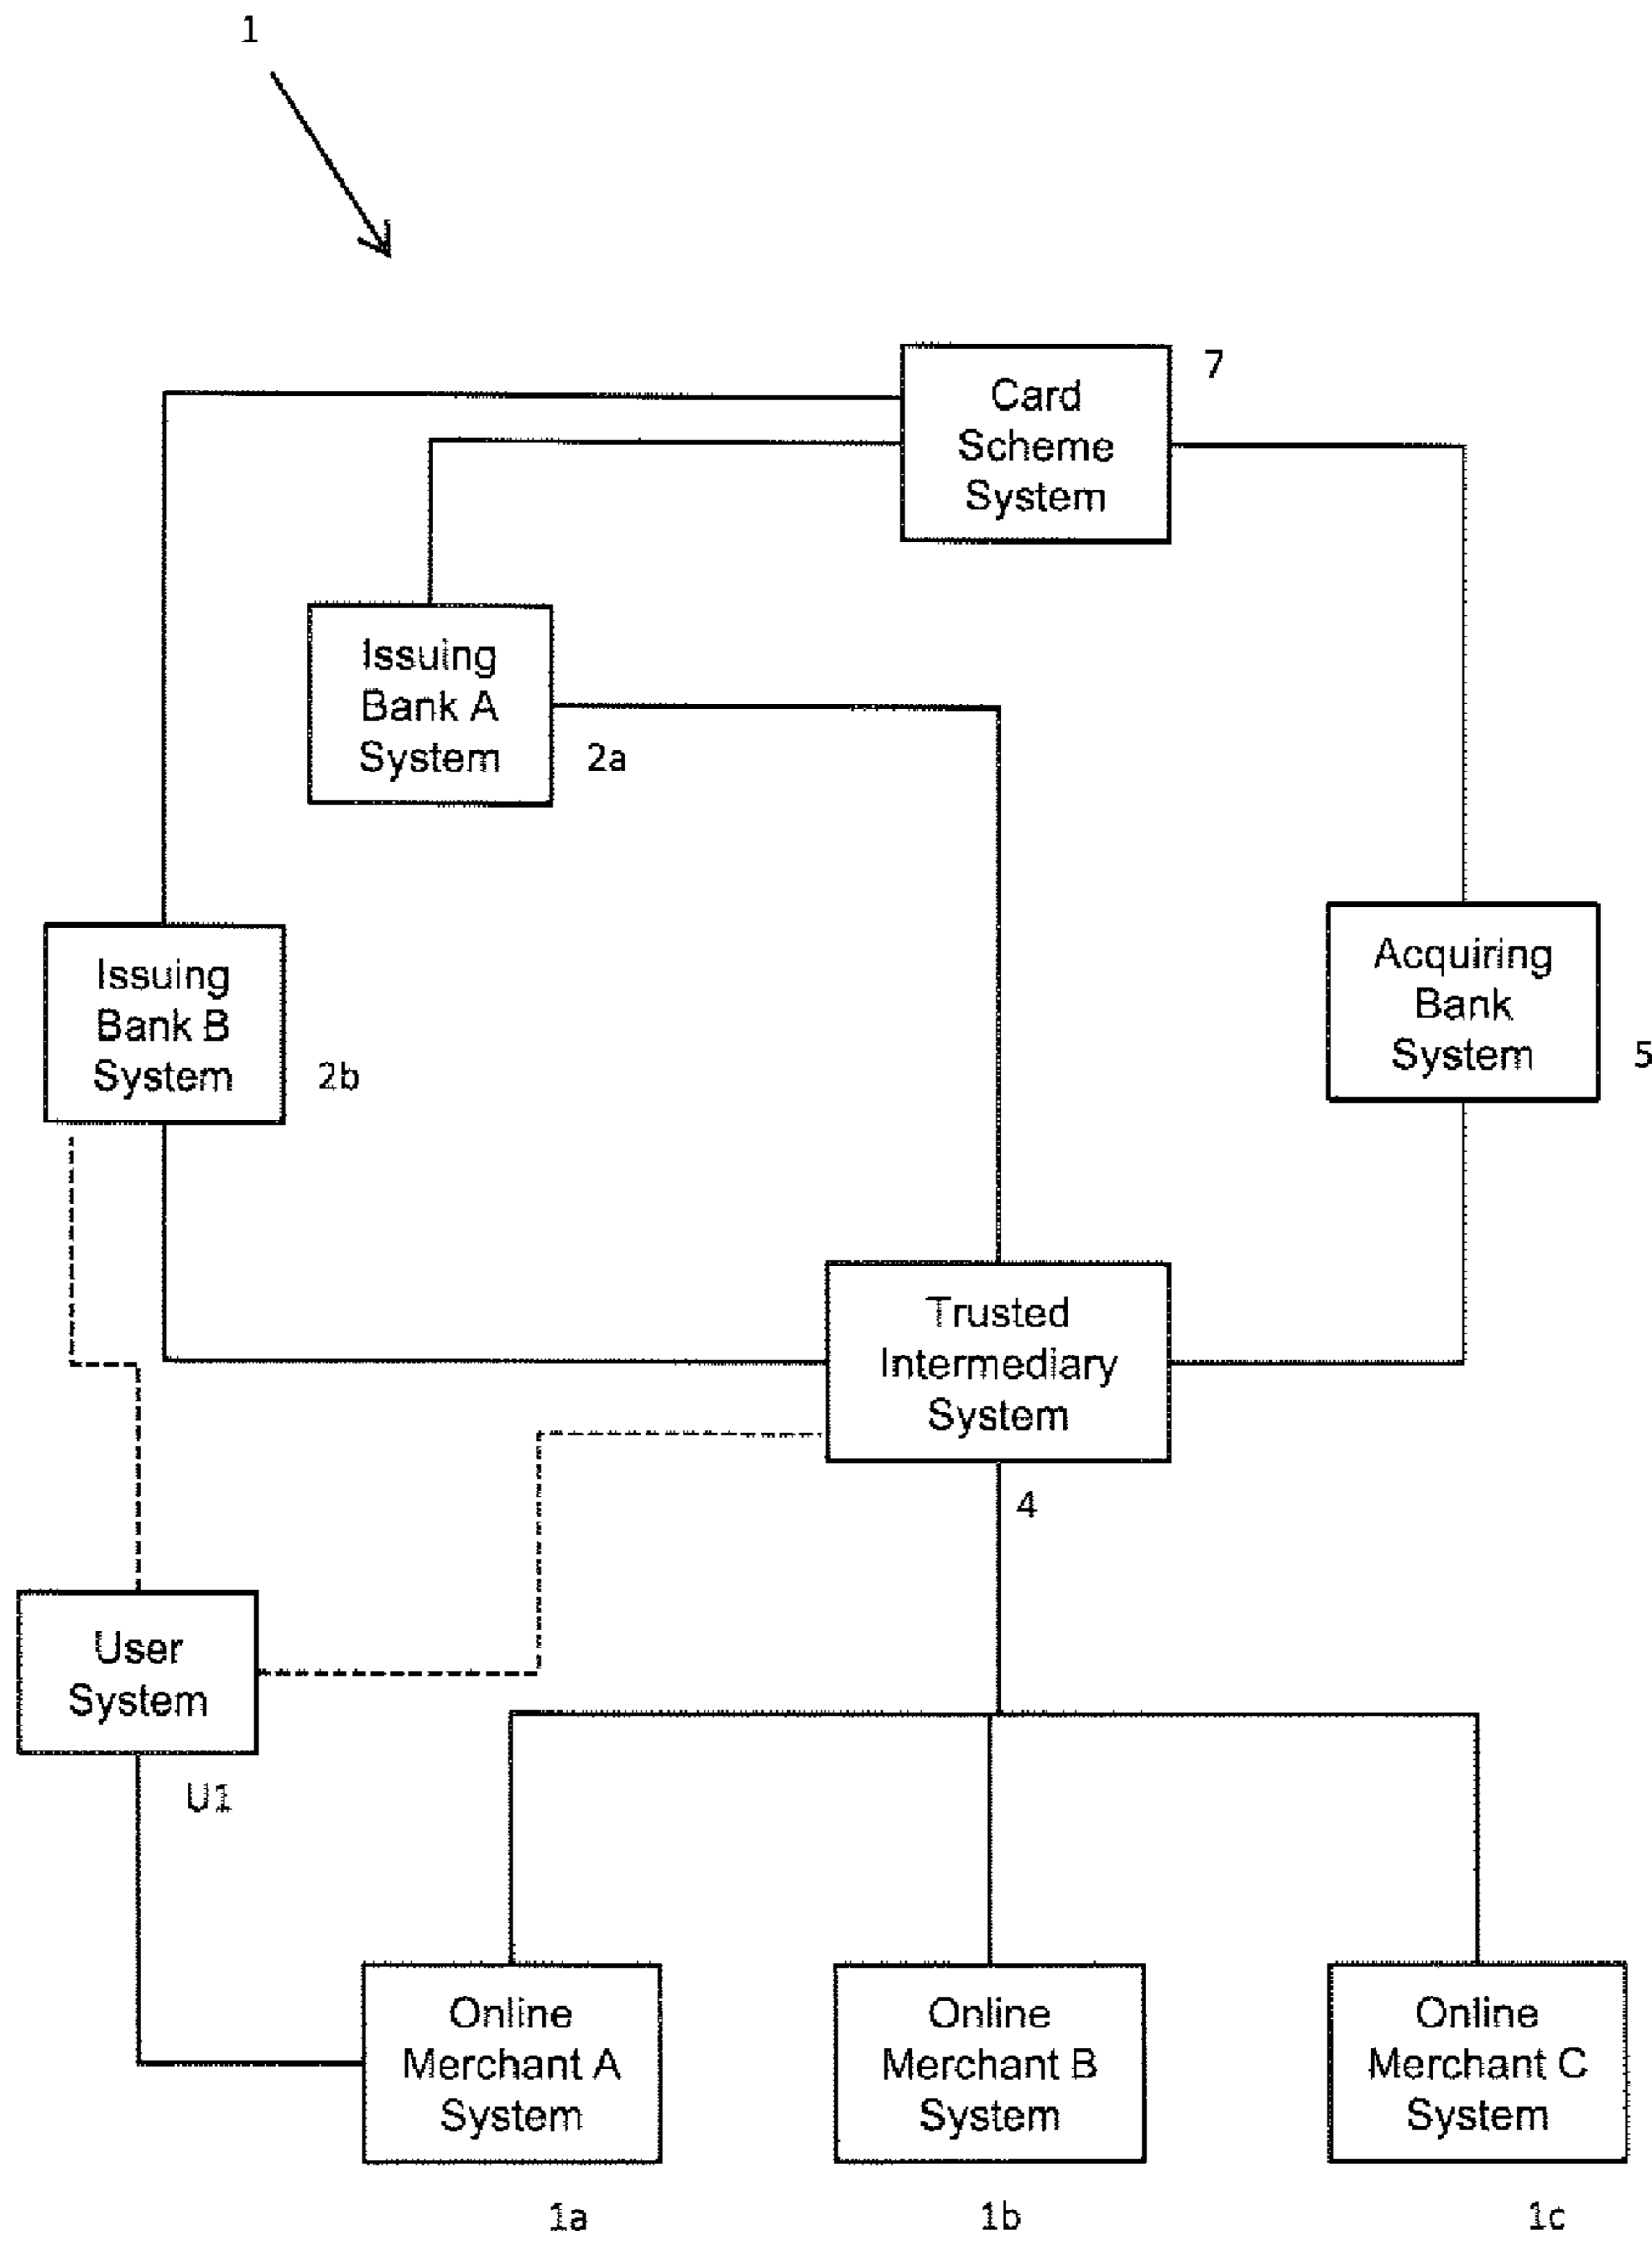 1
Card
Scheme
System
7
Issuing
Bank A
System
2a
Issuing
Bank B
System
2b
Acquiring
Bank
System
5
Trusted
Intermediary
System
4
User
System
U1
Online
Merchant A
System
1a
Online
Merchant B
System
1b
Online
Merchant C
System
1c